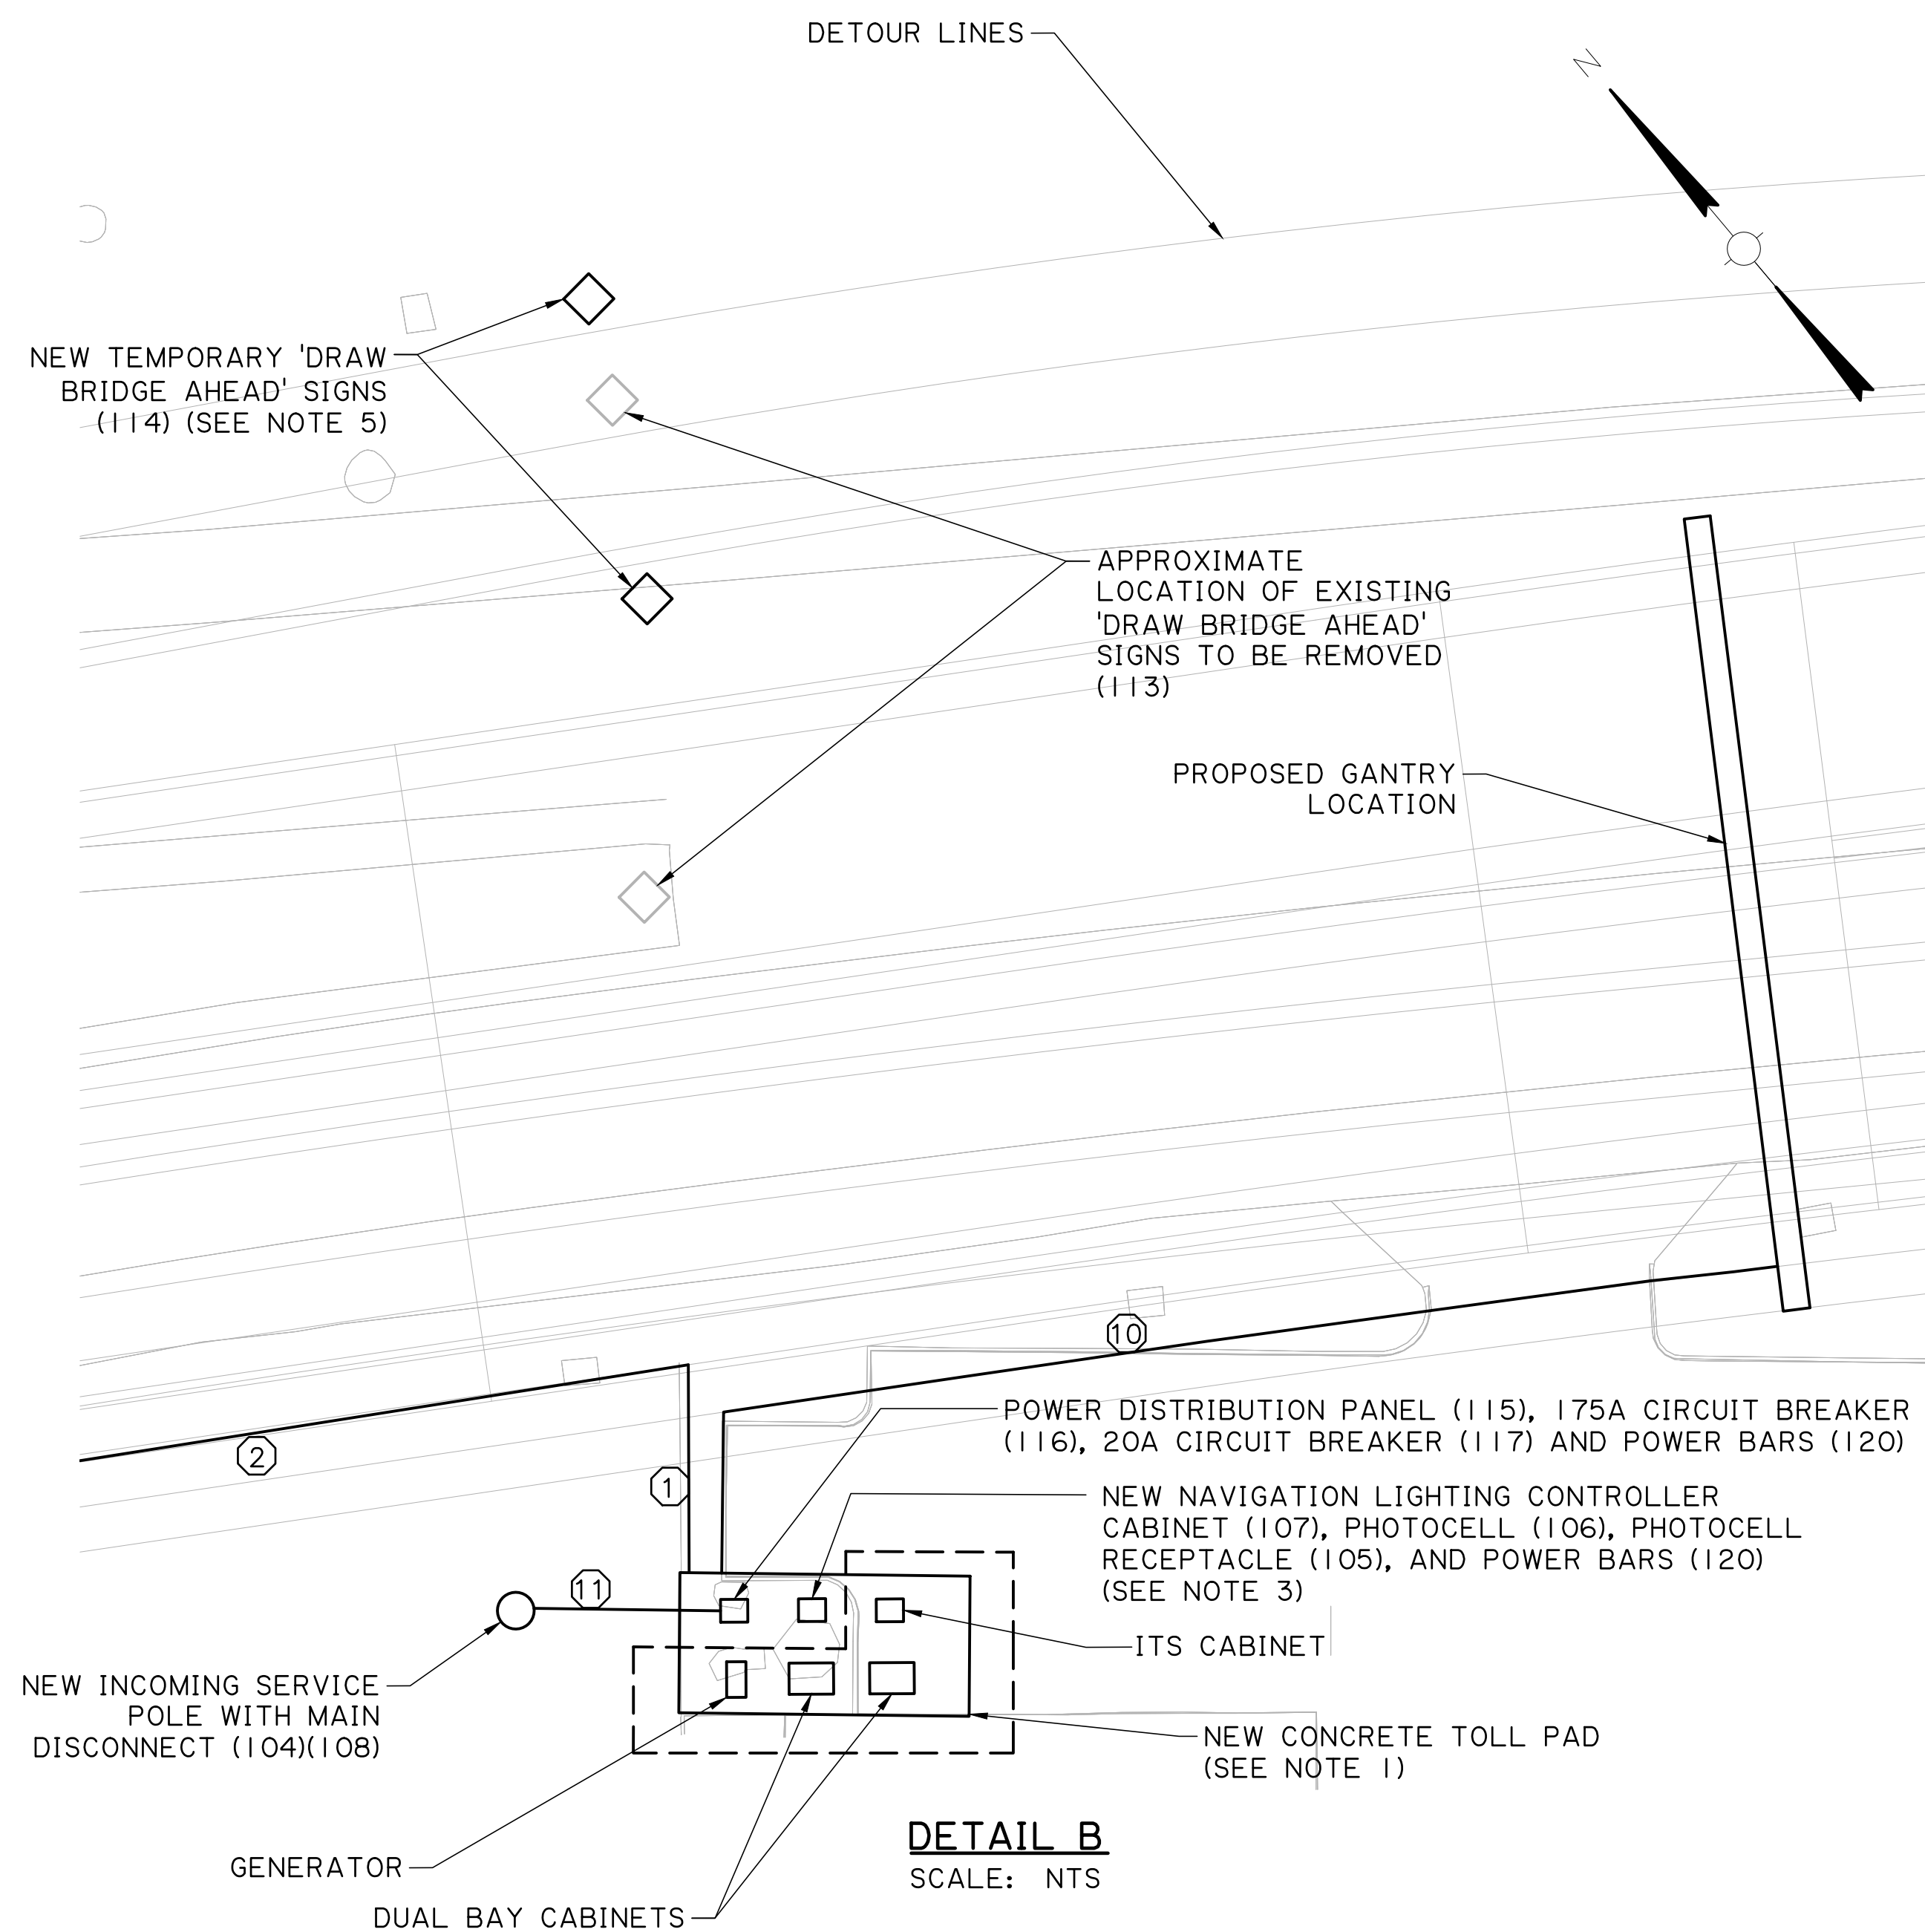 DETOUR LINES
N
NEW TEMPORARY 'DRAW
BRIDGE AHEAD' SIGNS
(114) (SEE NOTE 5)
APPROXIMATE
LOCATION OF EXISTING
'DRAW BRIDGE AHEAD'
SIGNS TO BE REMOVED
(113)
PROPOSED GANTRY
LOCATION
10
2
1
11
POWER DISTRIBUTION PANEL (115), 175A CIRCUIT BREAKER
(116), 20A CIRCUIT BREAKER (117) AND POWER BARS (120)
NEW NAVIGATION LIGHTING CONTROLLER
CABINET (107), PHOTOCELL (106), PHOTOCELL
RECEPTACLE (105), AND POWER BARS (120)
(SEE NOTE 3)
ITS CABINET
NEW INCOMING SERVICE
POLE WITH MAIN
DISCONNECT (104)(108)
NEW CONCRETE TOLL PAD
(SEE NOTE 1)
GENERATOR
DUAL BAY CABINETS
DETAIL B
SCALE: NTS